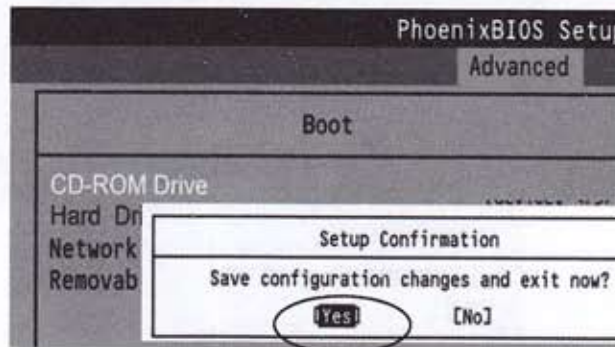 PhoenixBIOS Setup
Advanced
Boot
CD-ROM Drive
Hard Dri
Network
Removab
Setup Confirmation
Save configuration changes and exit now?
[Yes]
[No]